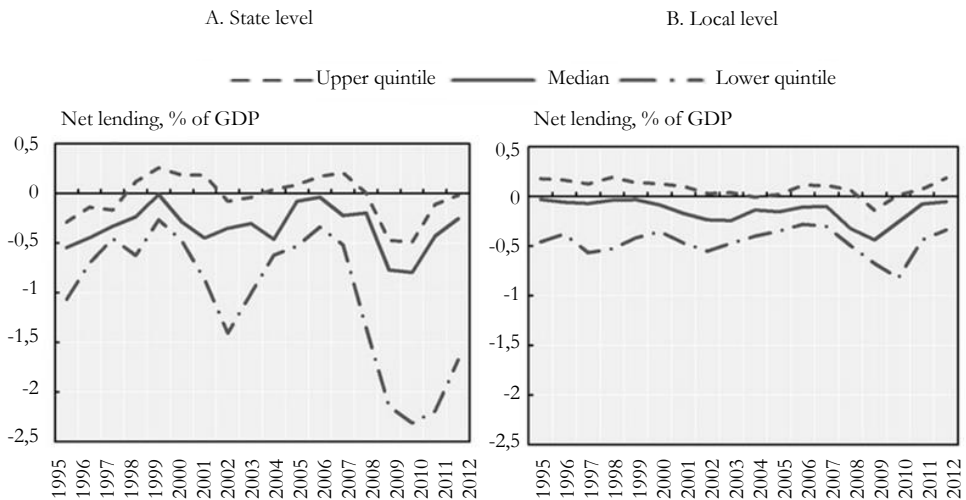 A. State level
B. Local level
Upper quintile Median Lower quintile
Net lending, % of GDP
0,5
0
-0,5
-1
-1,5
-2
-2,5
1995 1996 1997 1998 1999 2000 2001 2002 2003 2004 2005 2006 2007 2008 2009 2010 2011 2012
Net lending, % of GDP
0,5
0
-0,5
-1
-1,5
-2
-2,5
1995 1996 1997 1998 1999 2000 2001 2002 2003 2004 2005 2006 2007 2008 2009 2010 2011 2012